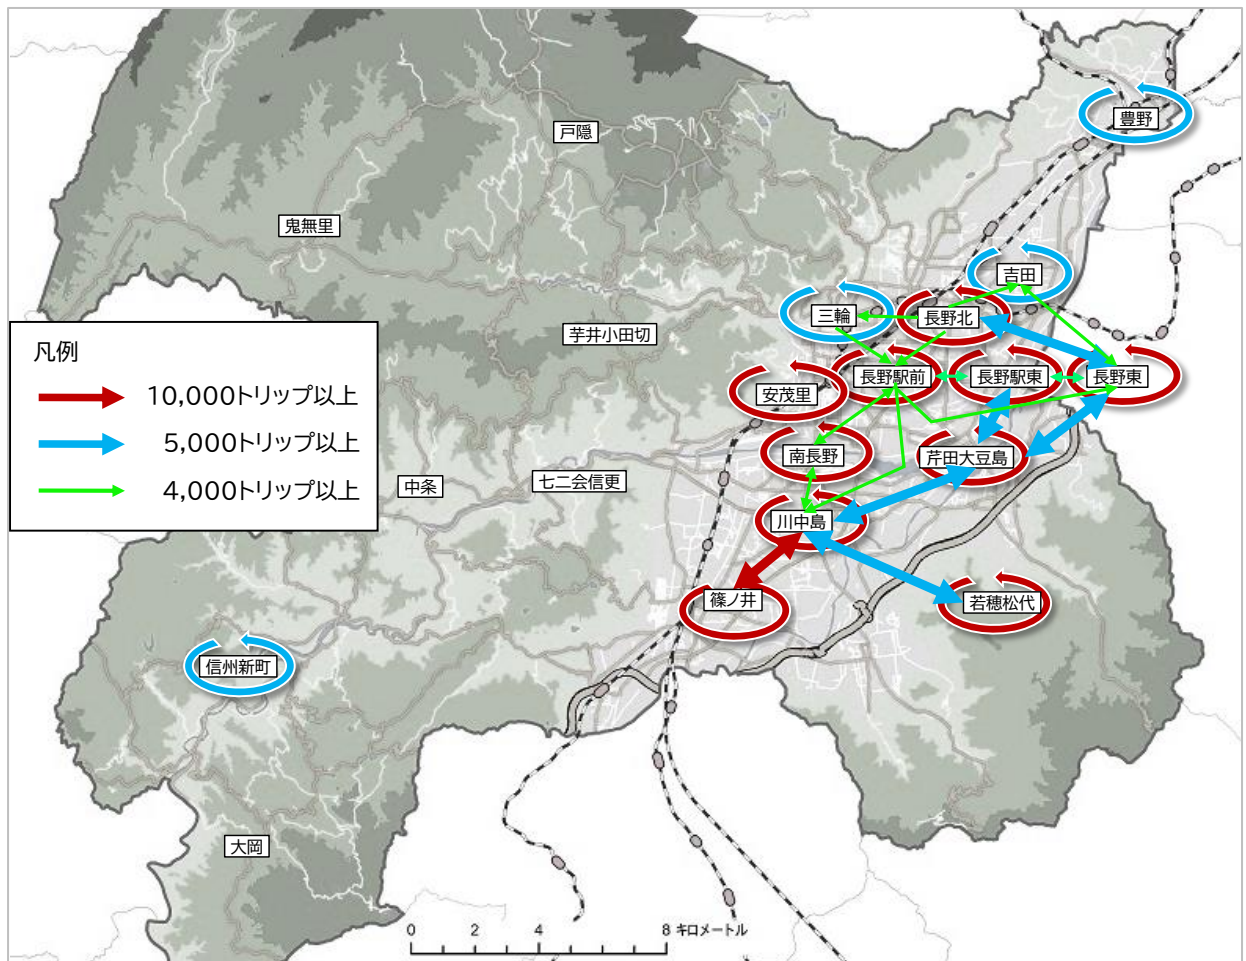 豊野
戸隠
鬼無里
吉田
三輪
長野北
芋井小田切
凡例
10,000トリップ以上
5,000トリップ以上
4,000トリップ以上
長野駅前
長野駅東
長野東
安茂里
南長野
芹田大豆島
中条
七二会信更
川中島
篠ノ井
若穂松代
信州新町
大岡
0 2 4 8 キロメートル